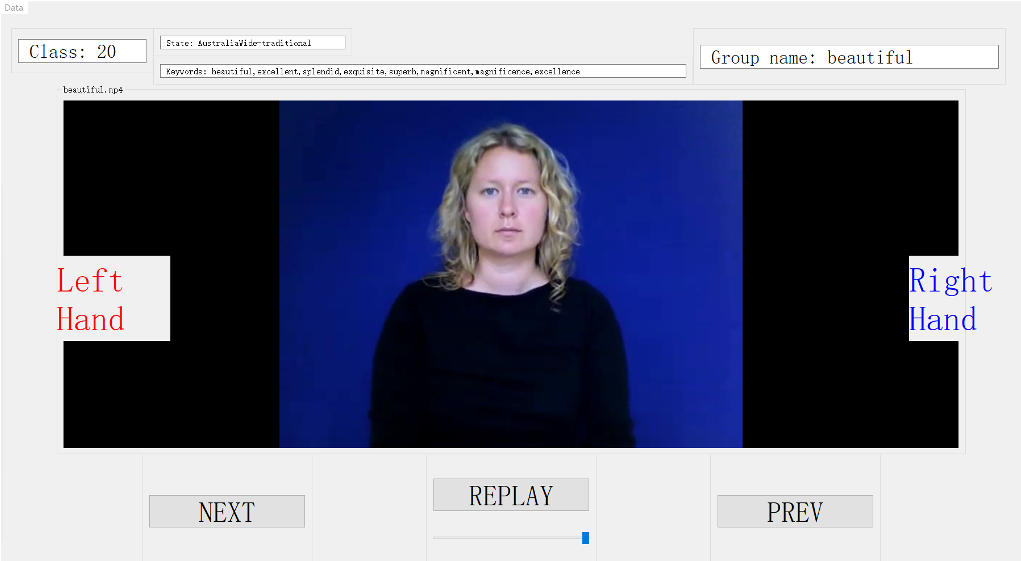 Data
Class: 20
State: AustraliaWide-traditional
Keywords: beautiful,excellent,splendid,exquisite,superb,magnificent,magnificence,excellence
Group name: beautiful
beautiful.mp4
Left
Hand
Right
Hand
NEXT
REPLAY
PREV